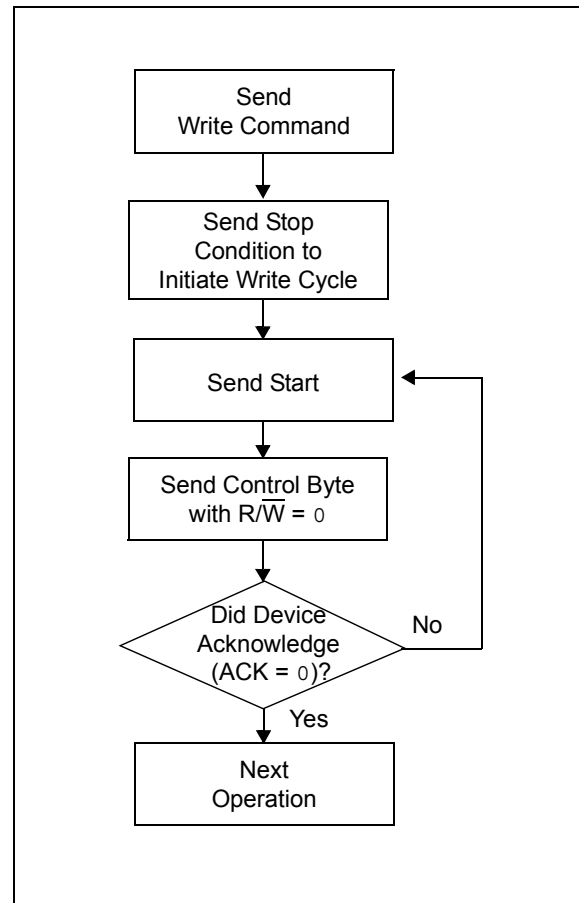 Send
Write Command
Send Stop
Condition to
Initiate Write Cycle
Send Start
Send Control Byte
with R/W̅ = 0
Did Device
Acknowledge
(ACK = 0)?
No
Yes
Next
Operation